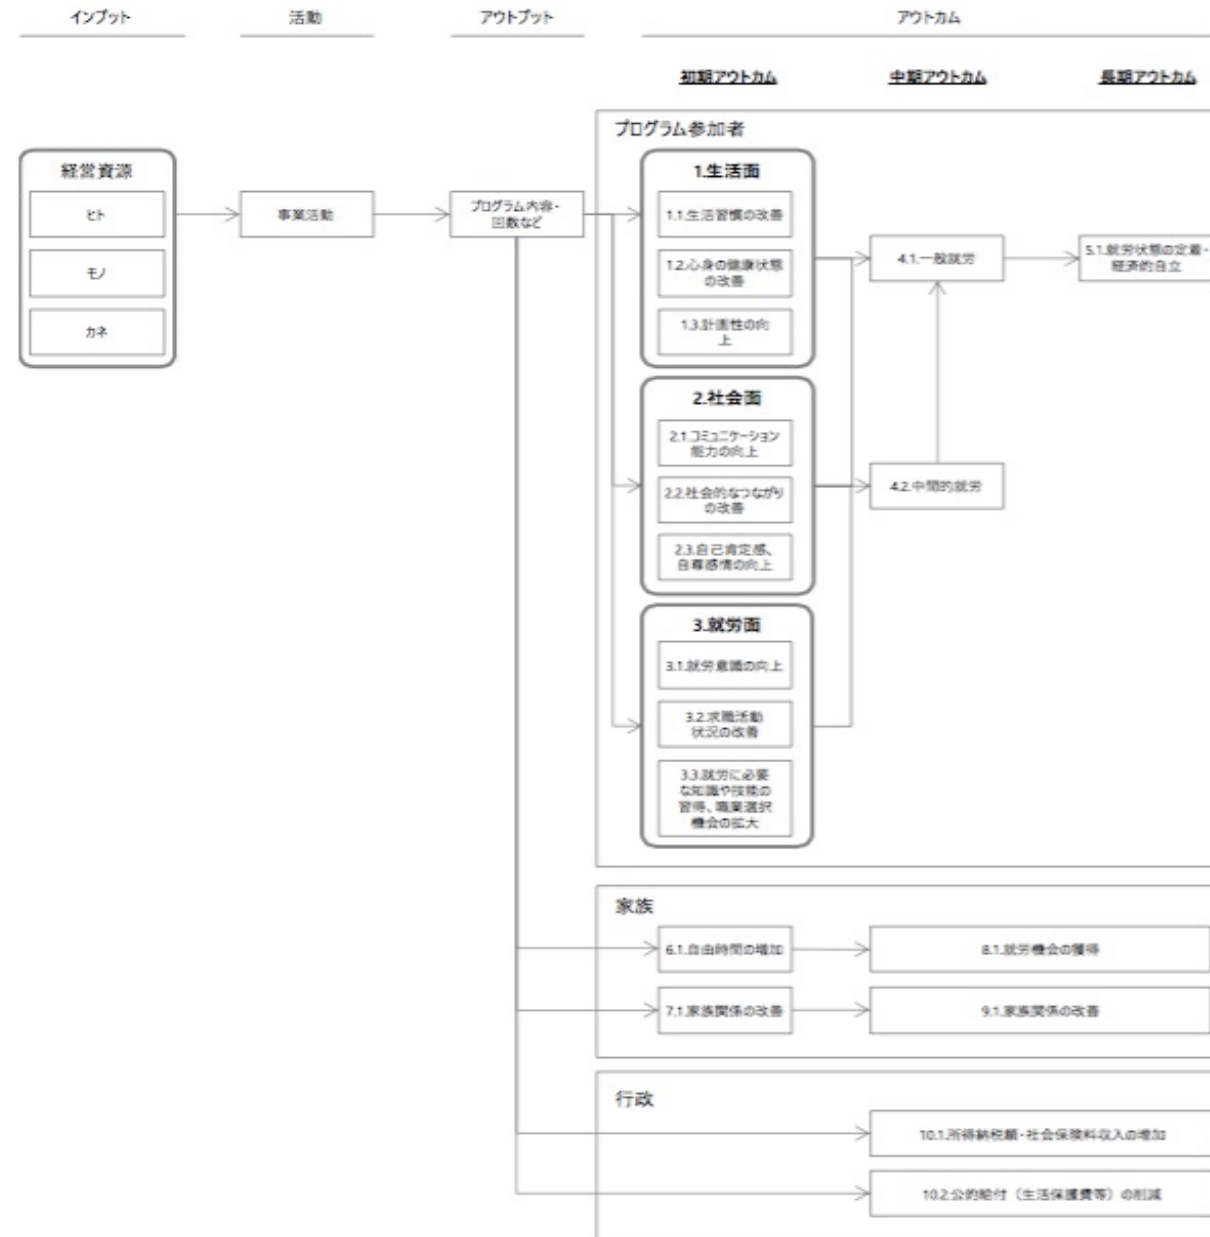 インプット
活動
アウトプット
アウトカム
初期アウトカム
中期アウトカム
長期アウトカム
プログラム参加者
経営資源
ヒト
モノ
カネ
事業活動
プログラム内容・
回数など
1.生活面
1.1.生活習慣の改善
1.2.心身の健康状態
の改善
1.3.計画性の向
上
2.社会面
2.1.コミュニケーション
能力の向上
2.2.社会的なつながり
の改善
2.3.自己肯定感、
自尊感情の向上
3.就労面
3.1.就労意識の向上
3.2.求職活動
状況の改善
3.3.就労に必要
な知識や技能の
習得、職業選択
機会の拡大
4.1.一般就労
4.2.中間的就労
5.1.就労状態の定着・
経済的自立
家族
6.1.自由時間の増加
8.1.就労機会の獲得
7.1.家族関係の改善
9.1.家族関係の改善
行政
10.1.所得納税額・社会保険料収入の増加
10.2.公的給付（生活保護費等）の削減